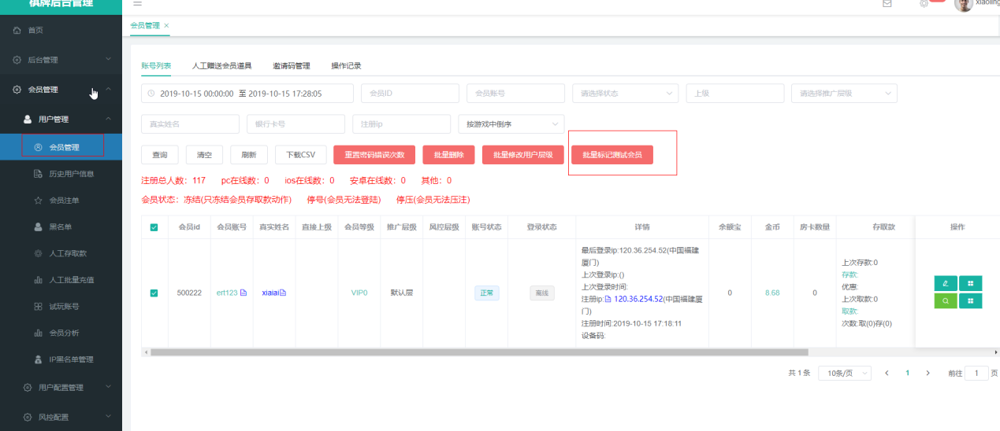 棋牌后台管理
xiaoling
首页
后台管理
会员管理
用户管理
会员管理
历史用户信息
会员注单
黑名单
人工存取款
人工批量充值
试玩账号
会员分析
IP黑名单管理
用户配置管理
风控配置
会员管理 ×
账号列表 人工赠送会员道具 邀请码管理 操作记录
2019-10-15 00:00:00 至 2019-10-15 17:28:05 会员ID 会员账号 请选择状态 上级 请选择推广层级
真实姓名 银行卡号 注册ip 按游戏中倒序
查询 清空 刷新 下载CSV 重置密码错误次数 批量删除 批量修改用户层级 批量标记测试会员
注册总人数: 117 pc在线数: 0 ios在线数: 0 安卓在线数: 0 其他: 0
会员状态: 冻结(只冻结会员存取款动作) 停号(会员无法登陆) 停压(会员无法压注)
会员id 会员账号 真实姓名 直接上级 会员等级 推广层级 风控层级 账号状态 登录状态 详情 余额宝 金币 房卡数量 存取款 操作
500222 ert123 xiaiai VIP0 默认层 正常 离线
最后登录ip:120.36.254.52(中国福建
厦门)
上次登录ip:()
上次登录时间:
注册ip: 120.36.254.52(中国福建厦
门)
注册时间:2019-10-15 17:18:11
设备码:
0 8.68 0
上次存款:0
存款:
优惠:
上次取款:0
取款:
次数:取(0)存(0)
共 1 条 10条/页 1 前往 1 页